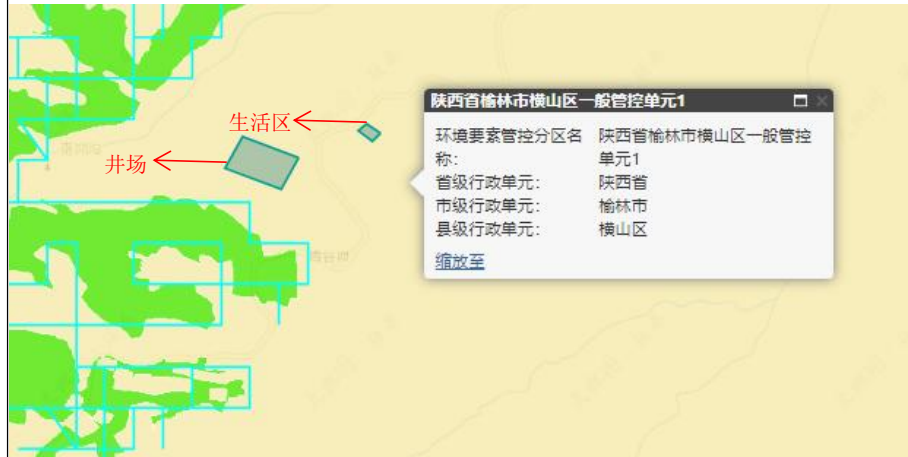 陕西省榆林市横山区一般管控单元1
生活区
环境要素管控分区名 陕西省榆林市横山区一般管控
称: 单元1
井场
省级行政单元: 陕西省
市级行政单元: 榆林市
县级行政单元: 横山区
缩放至